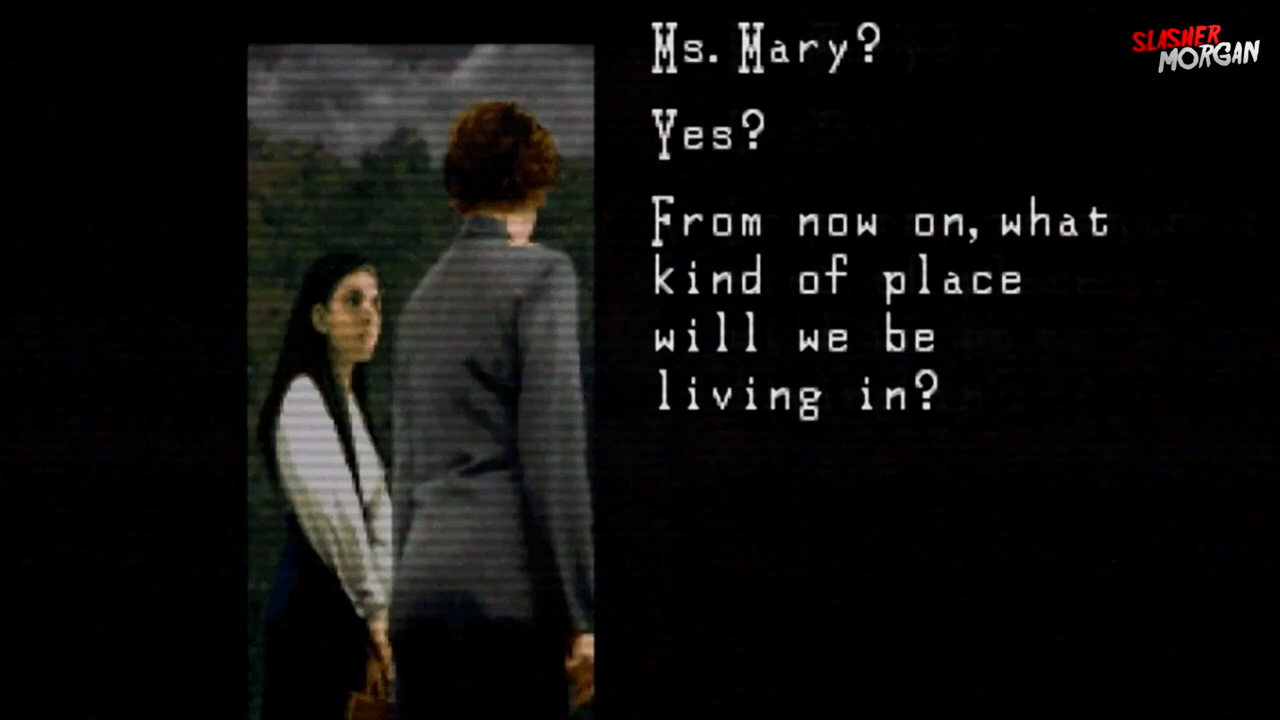 Ms. Mary?
SLASHER
MORGAN
Yes?
From now on, what
kind of place
will we be
living in?